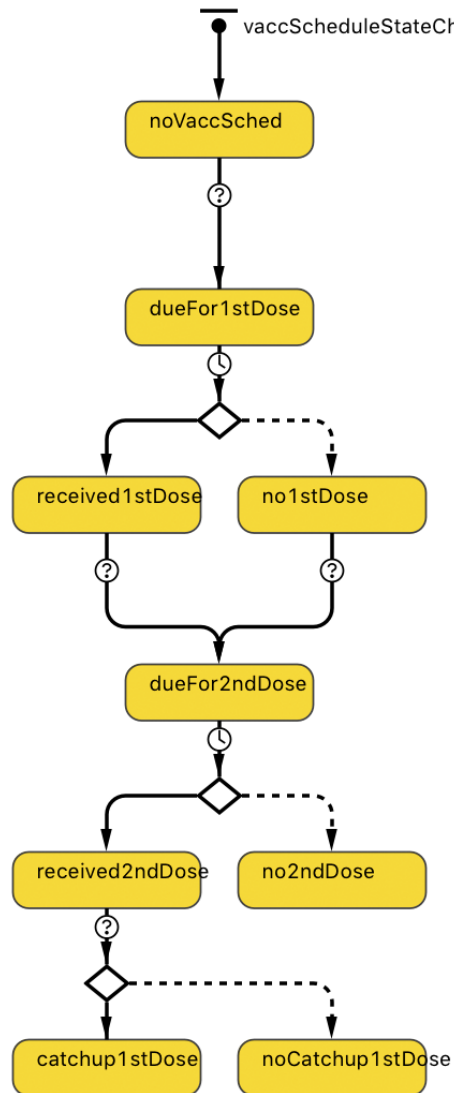 vaccScheduleStateCh
noVaccSched
?
dueFor1stDose
received1stDose
no1stDose
?
?
dueFor2ndDose
received2ndDose
no2ndDose
?
catchup1stDose
noCatchup1stDose